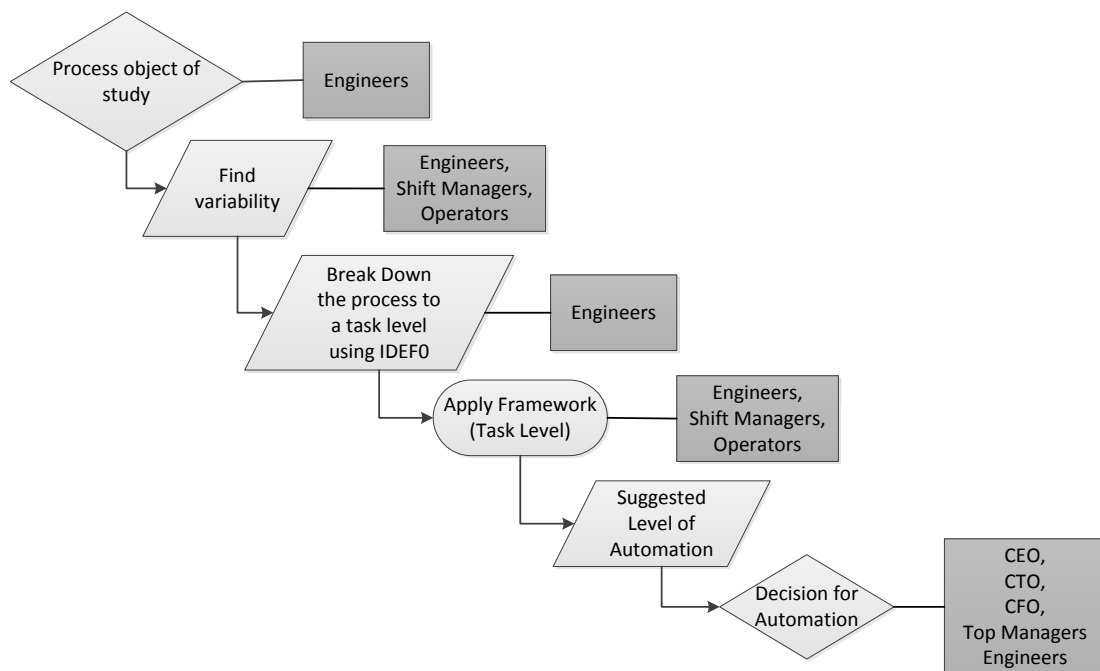 Process object of
study
Engineers
Find
variability
Engineers,
Shift Managers,
Operators
Break Down
the process to
a task level
using IDEF0
Engineers
Apply Framework
(Task Level)
Engineers,
Shift Managers,
Operators
Suggested
Level of
Automation
Decision for
Automation
CEO,
CTO,
CFO,
Top Managers
Engineers